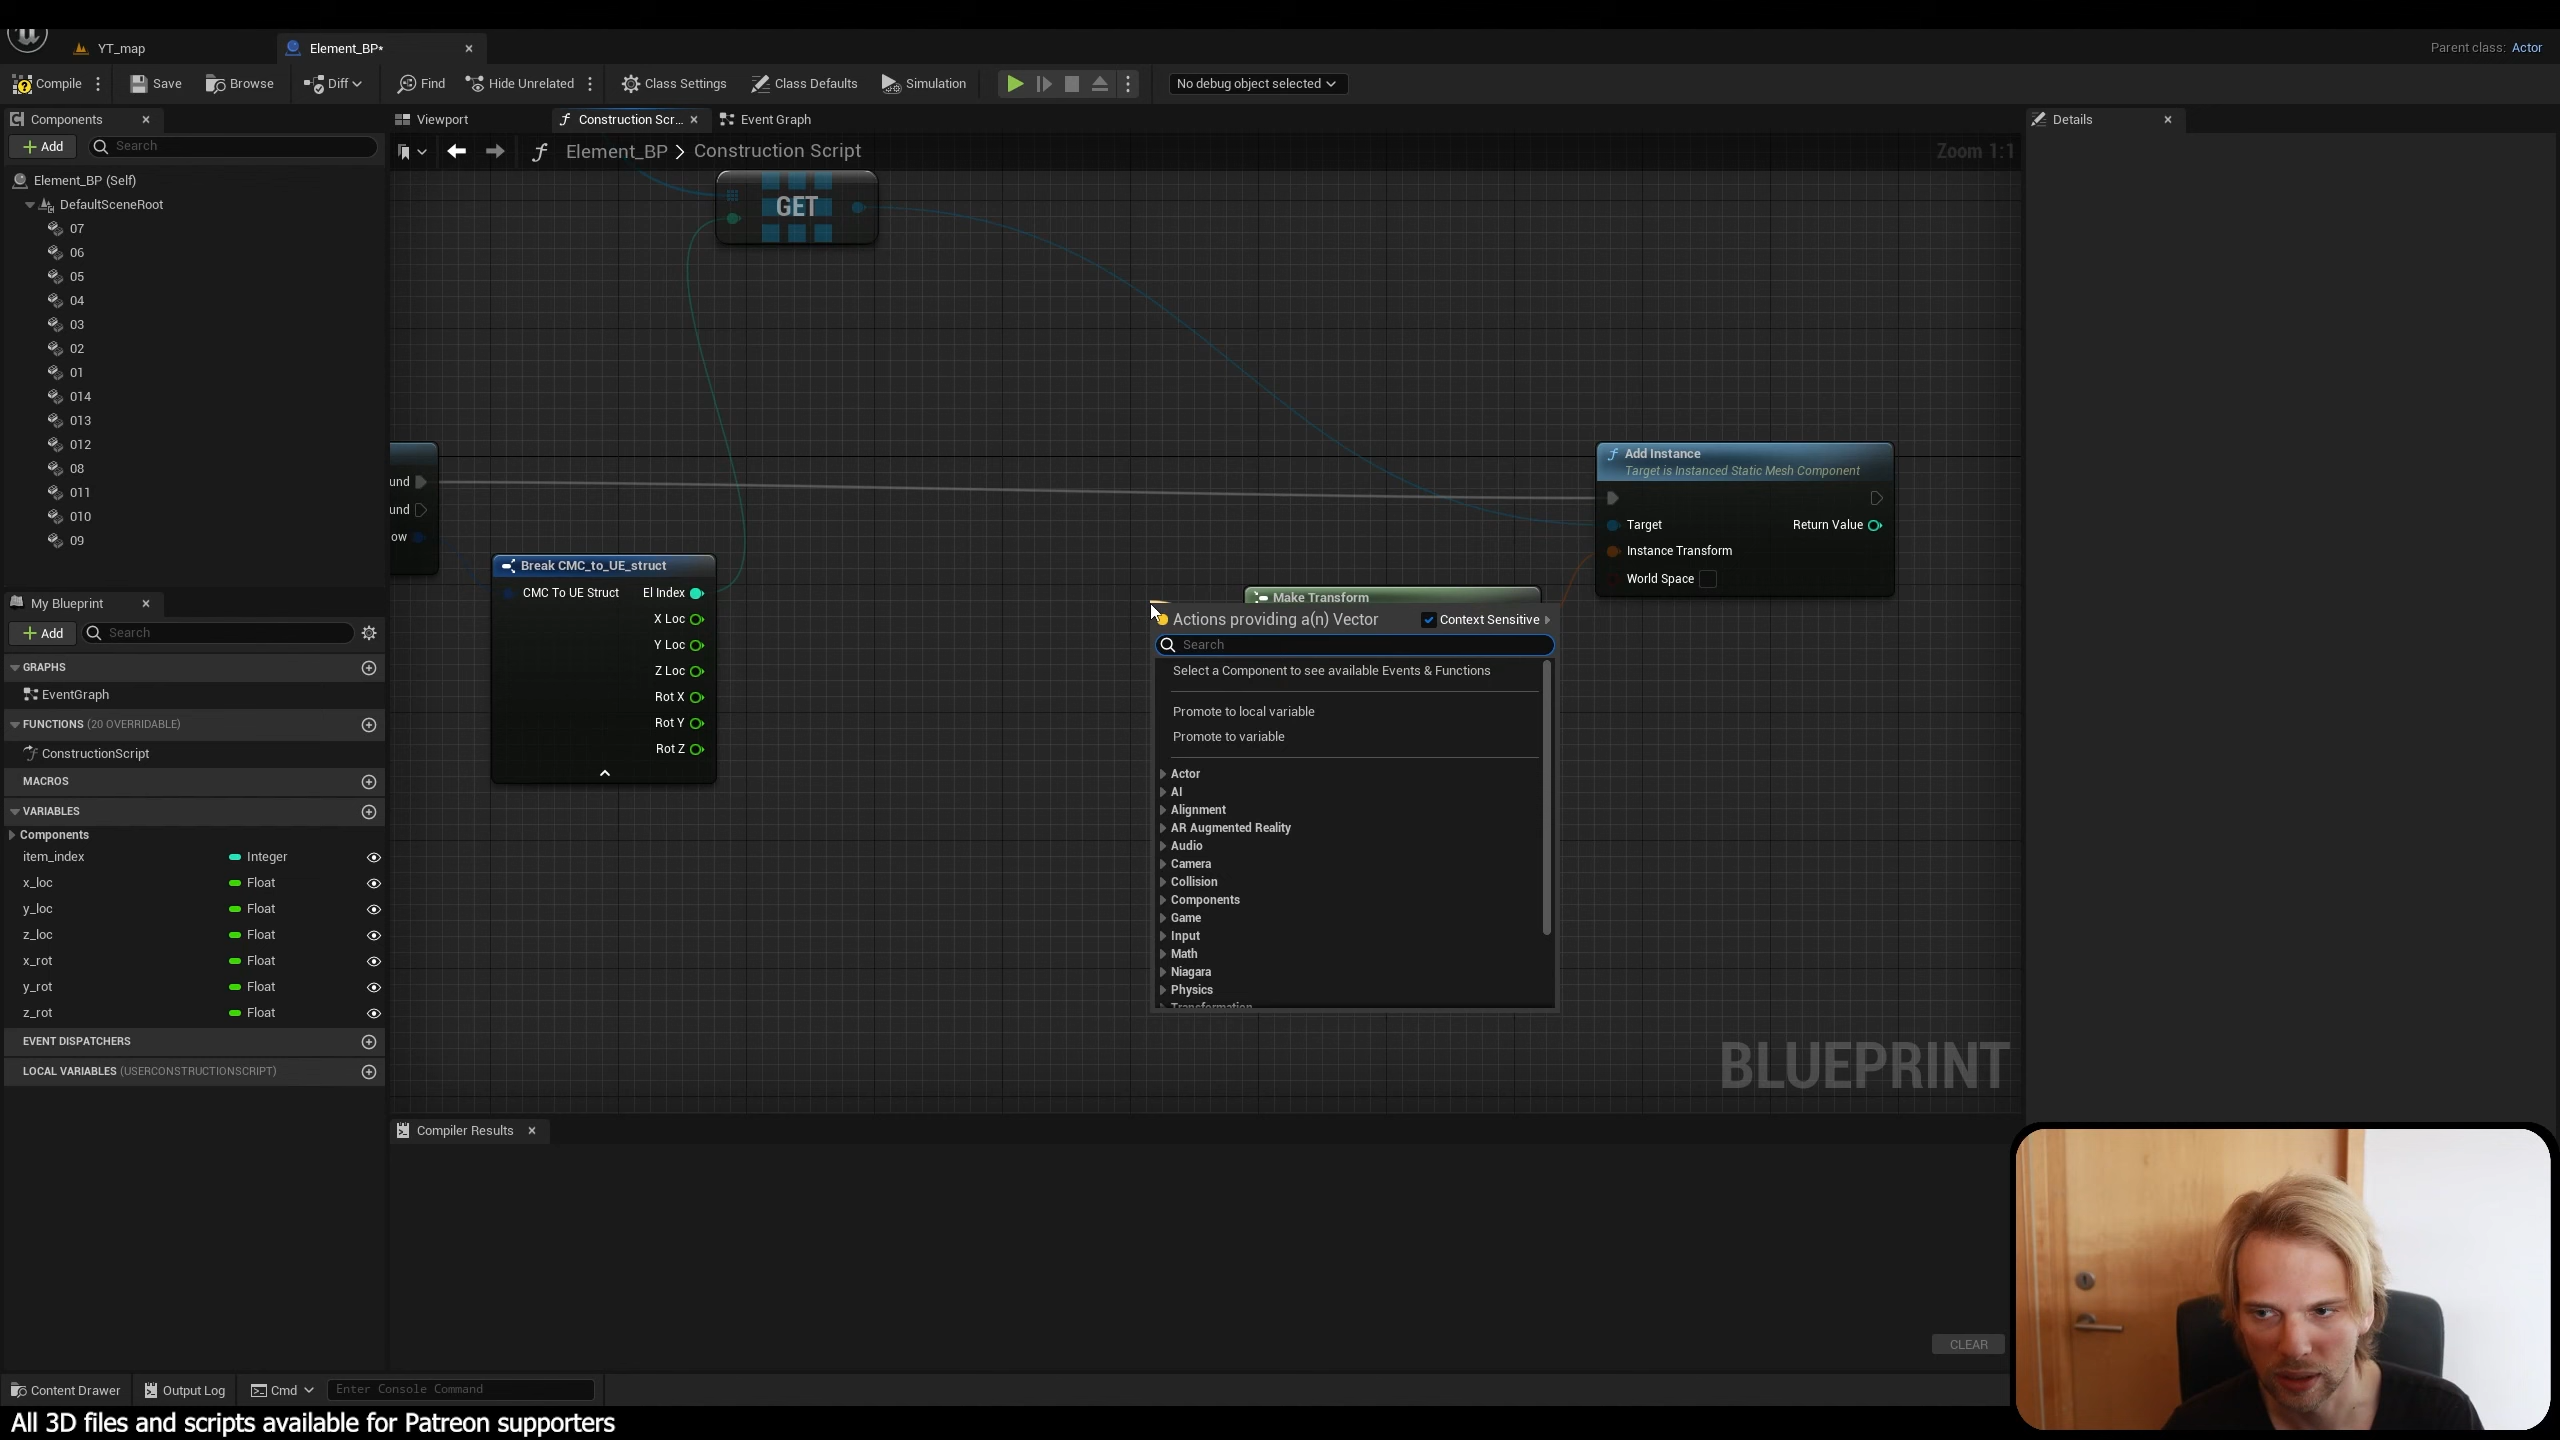 YT_map
Element_BP*
Parent class: Actor
Compile
Save
Browse
Diff
Find
Hide Unrelated
Class Settings
Class Defaults
Simulation
No debug object selected
Components
Add
Search
Element_BP (Self)
DefaultSceneRoot
07
06
05
04
03
02
01
014
013
012
08
011
010
09
My Blueprint
Add
Search
GRAPHS
EventGraph
FUNCTIONS (20 OVERRIDABLE)
ConstructionScript
MACROS
VARIABLES
Components
item_index Integer
x_loc Float
y_loc Float
z_loc Float
x_rot Float
y_rot Float
z_rot Float
EVENT DISPATCHERS
LOCAL VARIABLES (USERCONSTRUCTIONSCRIPT)
Viewport
Construction Scr...
Event Graph
Element_BP > Construction Script
Zoom 1:1
GET
und
und
ow
Break CMC_to_UE_struct
CMC To UE Struct
El Index
X Loc
Y Loc
Z Loc
Rot X
Rot Y
Rot Z
Make Transform
Actions providing a(n) Vector
Context Sensitive
Search
Select a Component to see available Events & Functions
Promote to local variable
Promote to variable
Actor
AI
Alignment
AR Augmented Reality
Audio
Camera
Collision
Components
Game
Input
Math
Niagara
Physics
Transformation
Add Instance
Target is Instanced Static Mesh Component
Target
Return Value
Instance Transform
World Space
BLUEPRINT
Details
Compiler Results
CLEAR
Content Drawer
Output Log
Cmd
Enter Console Command
All 3D files and scripts available for Patreon supporters